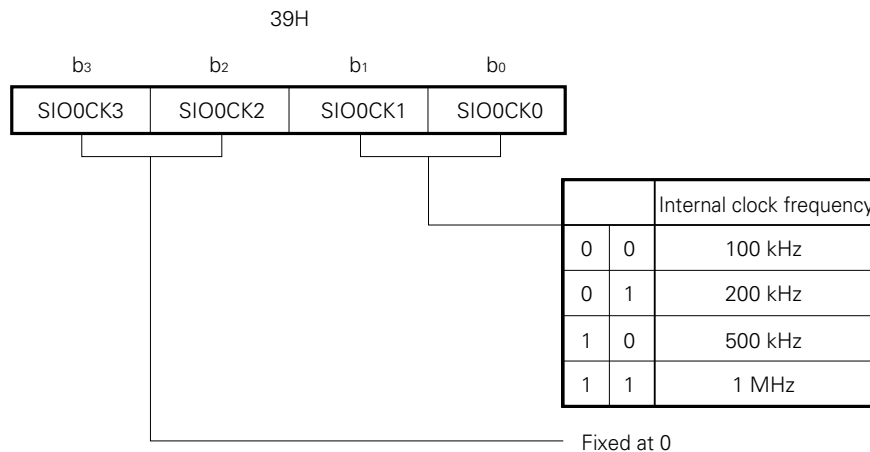 39H
b3 b2 b1 b0
SIO0CK3 SIO0CK2 SIO0CK1 SIO0CK0
Internal clock frequency
0 0 100 kHz
0 1 200 kHz
1 0 500 kHz
1 1 1 MHz
Fixed at 0